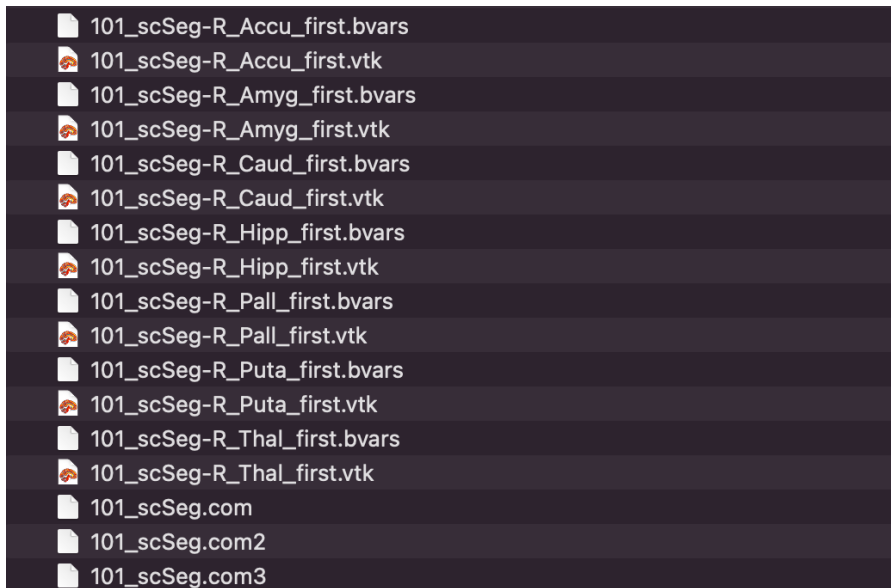 101_scSeg-R_Accu_first.bvars
101_scSeg-R_Accu_first.vtk
101_scSeg-R_Amyg_first.bvars
101_scSeg-R_Amyg_first.vtk
101_scSeg-R_Caud_first.bvars
101_scSeg-R_Caud_first.vtk
101_scSeg-R_Hipp_first.bvars
101_scSeg-R_Hipp_first.vtk
101_scSeg-R_Pall_first.bvars
101_scSeg-R_Pall_first.vtk
101_scSeg-R_Puta_first.bvars
101_scSeg-R_Puta_first.vtk
101_scSeg-R_Thal_first.bvars
101_scSeg-R_Thal_first.vtk
101_scSeg.com
101_scSeg.com2
101_scSeg.com3